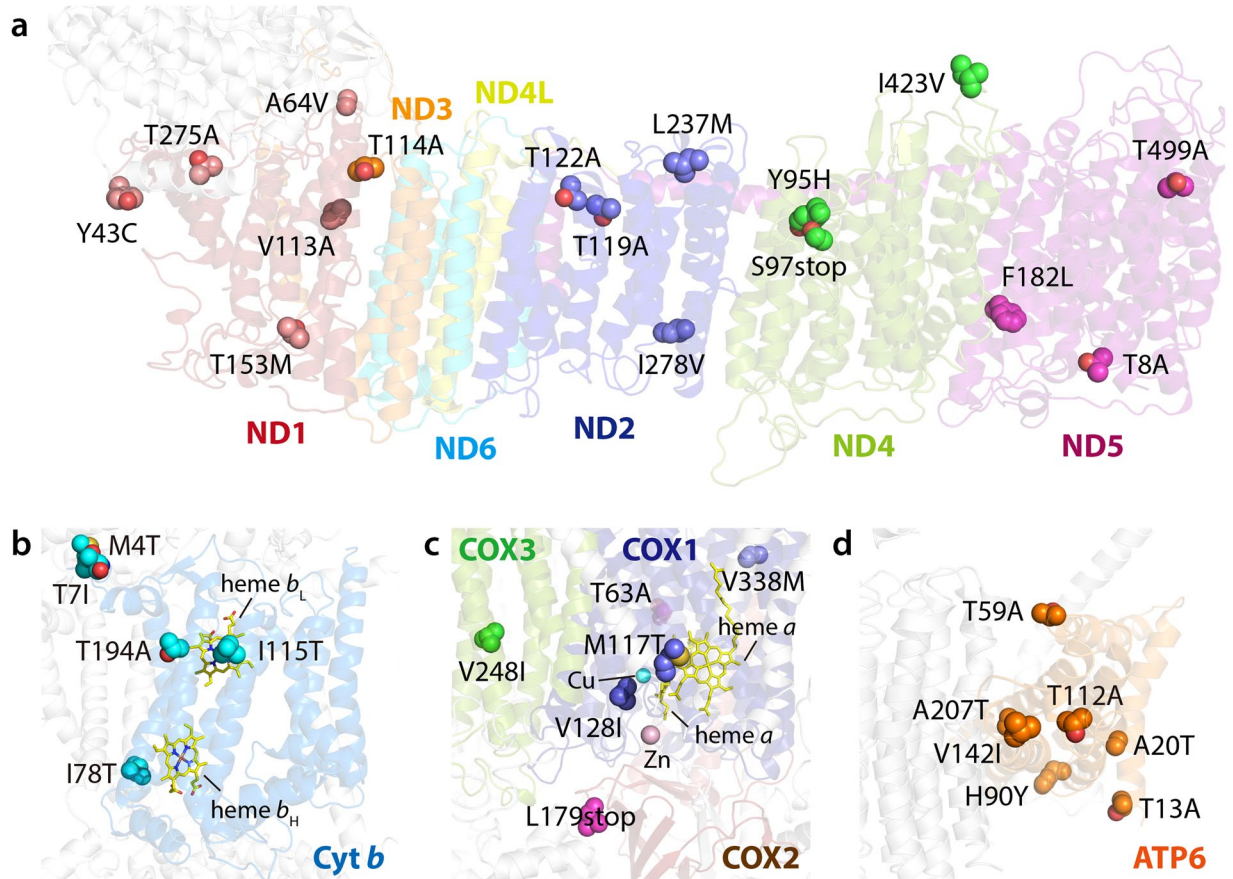 a
A64V
ND3
ND4L
I423V
T275A
T114A
T122A
L237M
Y95H
T499A
Y43C
V113A
T119A
S97stop
F182L
T153M
I278V
T8A
ND1
ND6
ND2
ND4
ND5
b
M4T
T7I
heme bL
T194A
I115T
I78T
heme bH
Cyt b
c
COX3
COX1
T63A
V338M
M117T
heme a
V248I
Cu
V128I
heme a
Zn
L179stop
COX2
d
T59A
A207T
T112A
V142I
A20T
H90Y
T13A
ATP6